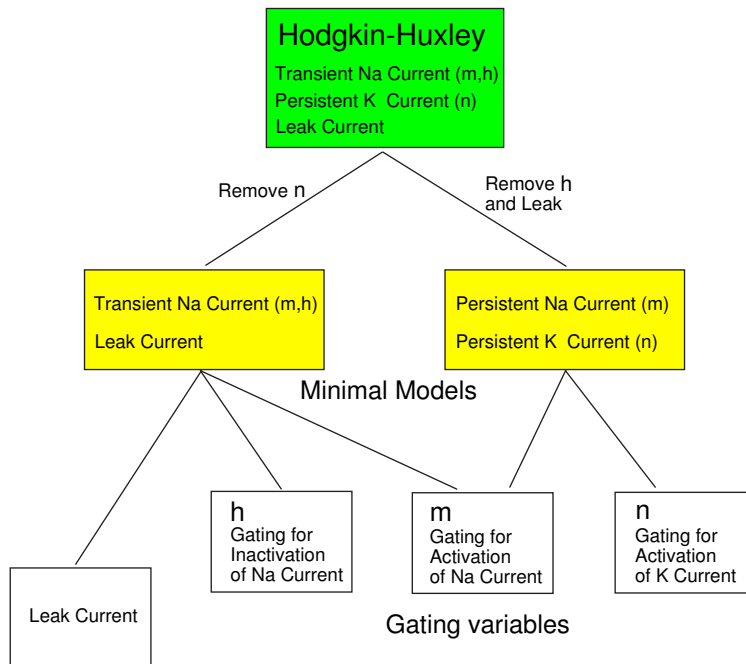 Hodgkin-Huxley
Transient Na Current (m,h)
Persistent K Current (n)
Leak Current
Remove n
Remove h
and Leak
Transient Na Current (m,h)
Leak Current
Persistent Na Current (m)
Persistent K Current (n)
Minimal Models
h
Gating for
Inactivation
of Na Current
m
Gating for
Activation
of Na Current
n
Gating for
Activation
of K Current
Leak Current
Gating variables